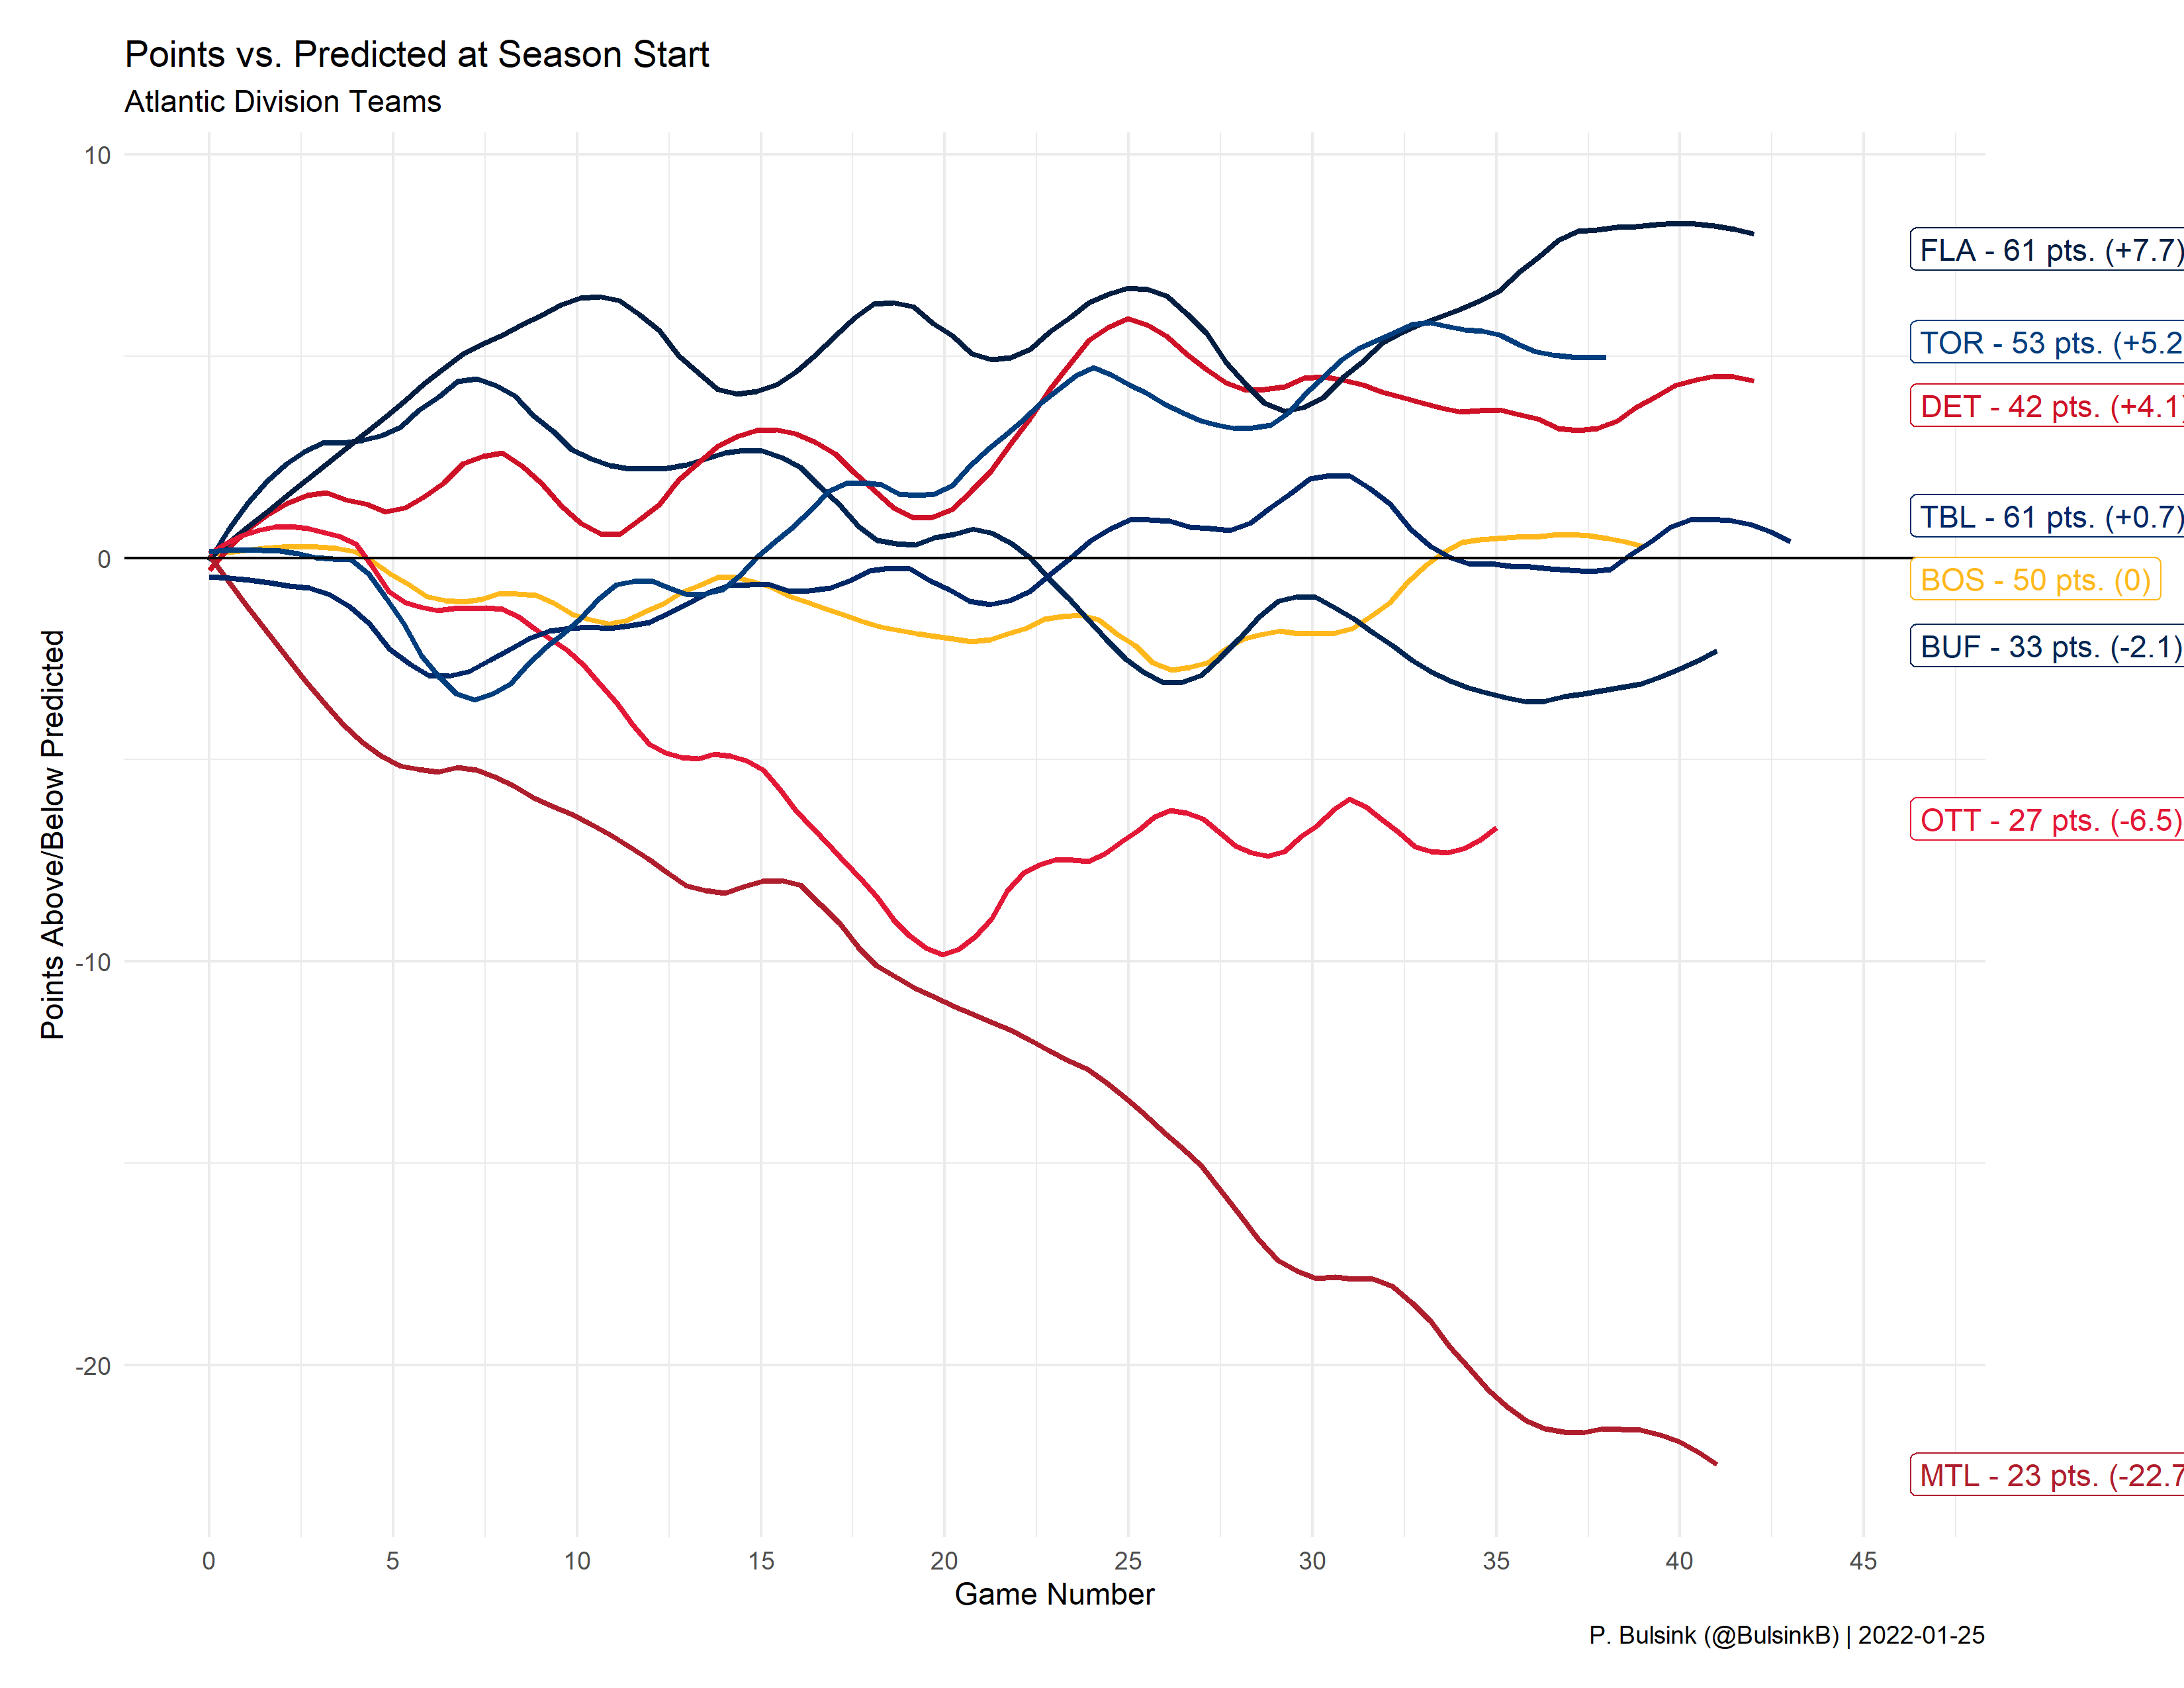 Points vs. Predicted at Season Start
Atlantic Division Teams
Points Above/Below Predicted
10
0
-10
-20
FLA - 61 pts. (+7.7)
TOR - 53 pts. (+5.2
DET - 42 pts. (+4.1)
TBL - 61 pts. (+0.7)
BOS - 50 pts. (0)
BUF - 33 pts. (-2.1)
OTT - 27 pts. (-6.5)
MTL - 23 pts. (-22.7
0 5 10 15 20 25 30 35 40 45
Game Number
P. Bulsink (@BulsinkB) | 2022-01-25